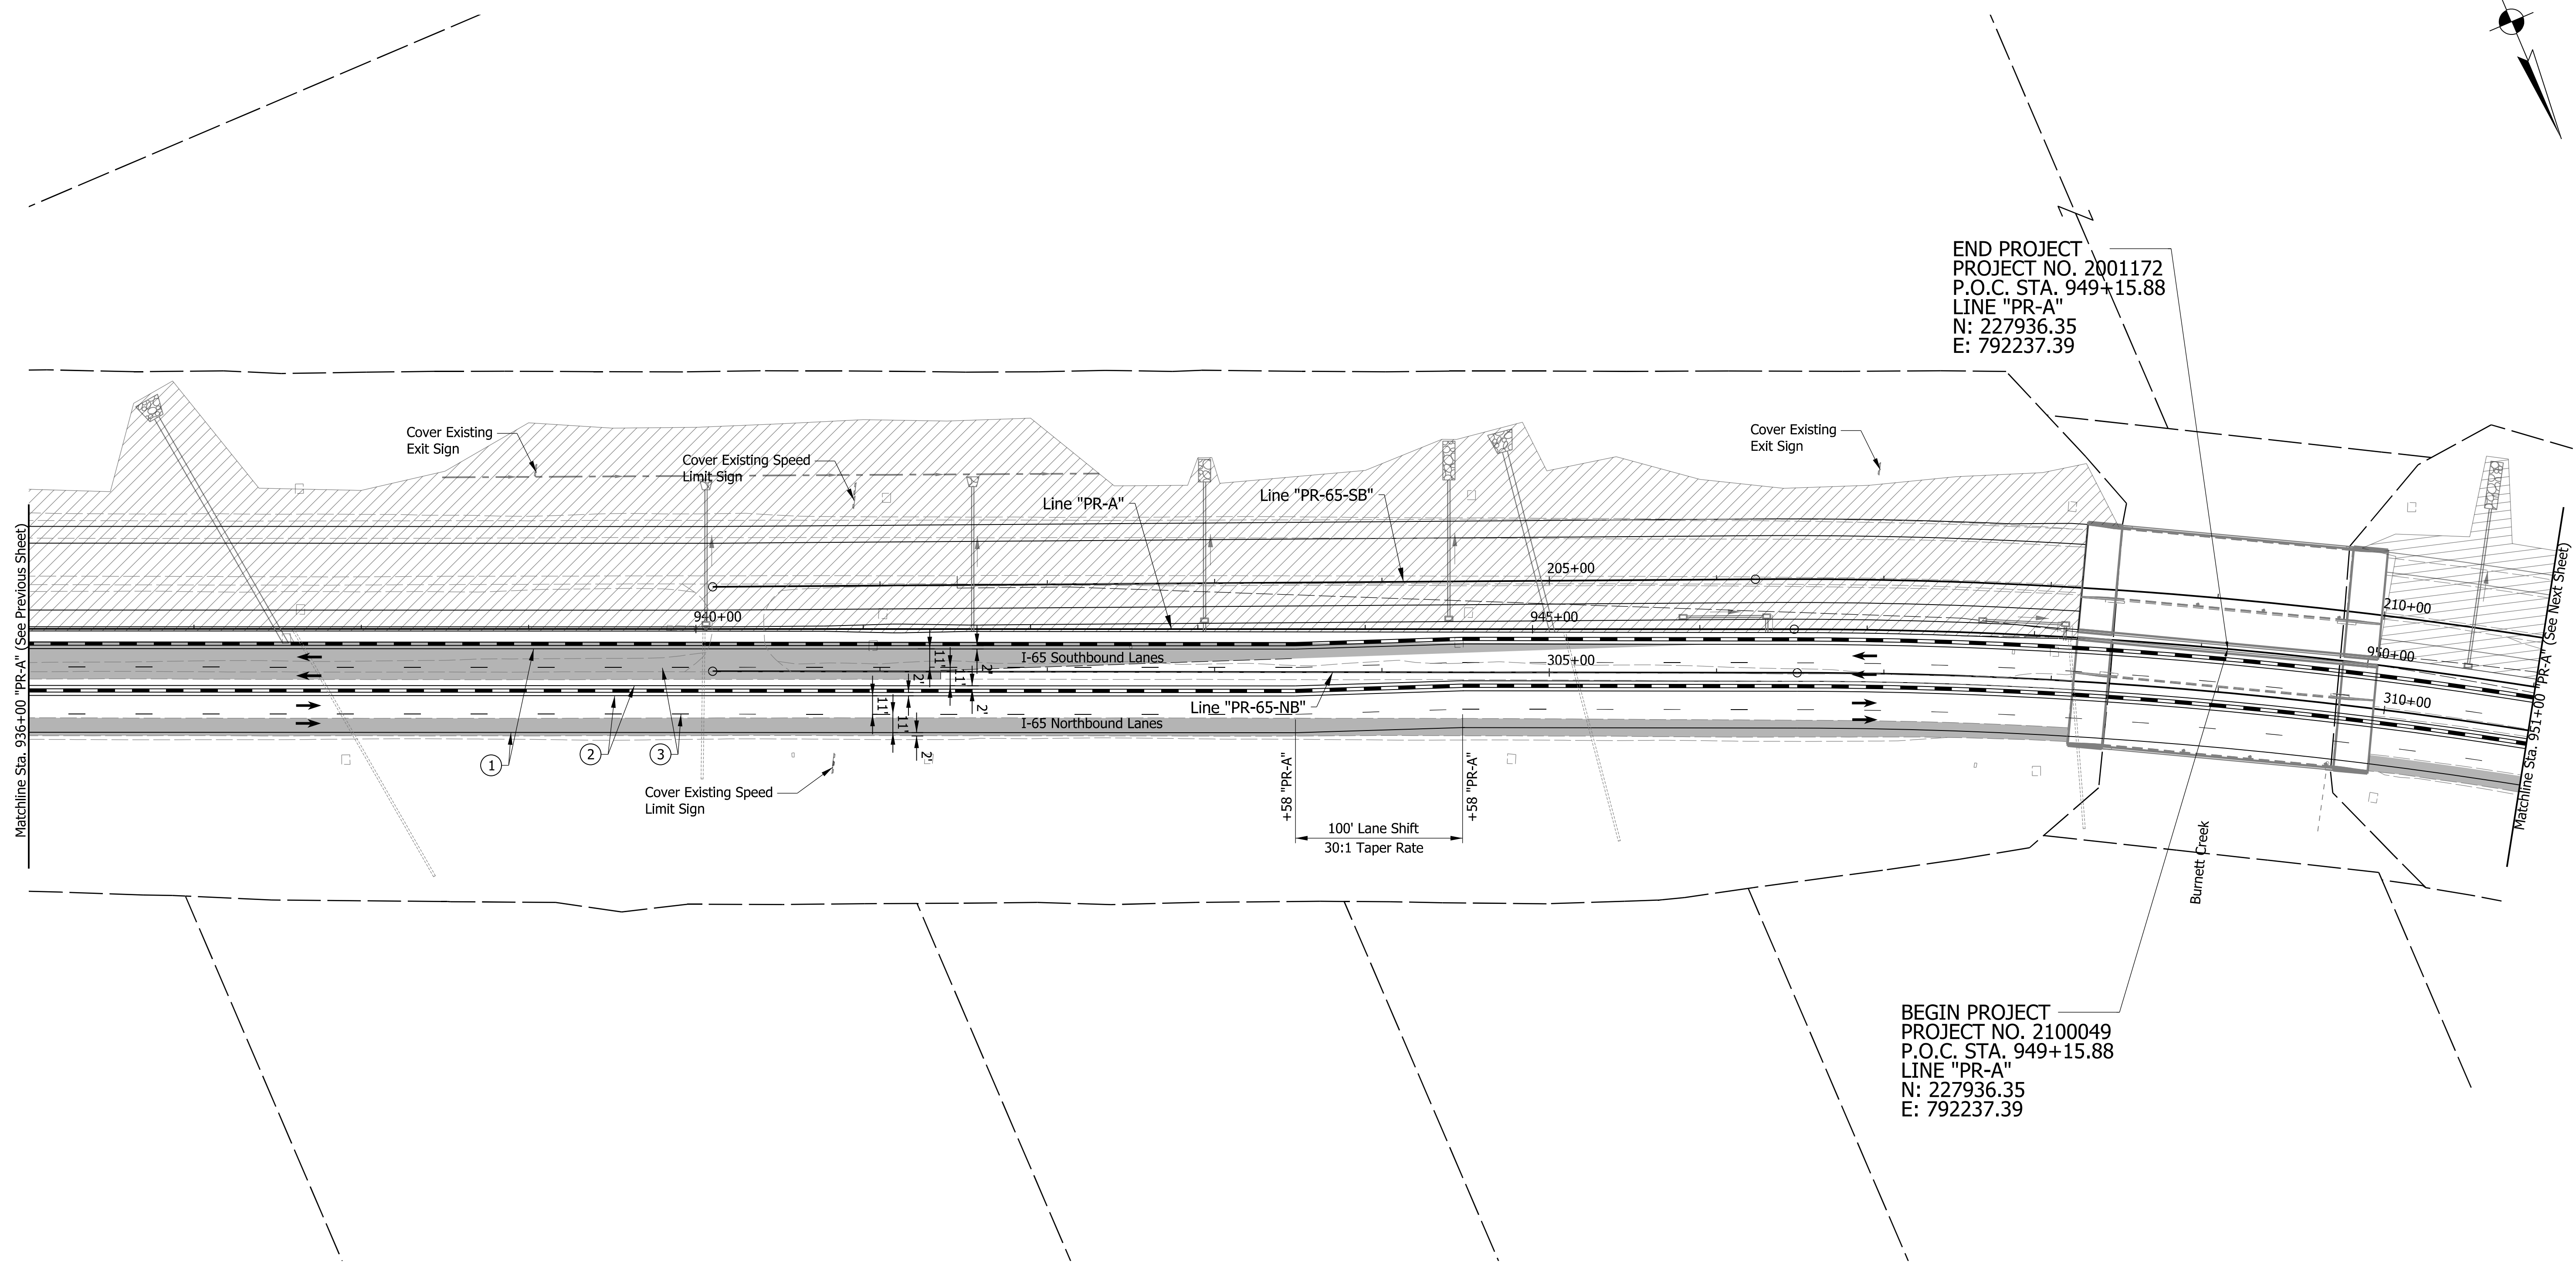 END PROJECT
PROJECT NO. 2001172
P.O.C. STA. 949+15.88
LINE "PR-A"
N: 227936.35
E: 792237.39
Cover Existing
Exit Sign
Cover Existing Speed
Limit Sign
Cover Existing
Exit Sign
Line "PR-A"
Line "PR-65-SB"
205+00
210+00
940+00
945+00
950+00
I-65 Southbound Lanes
305+00
310+00
11'
2'
11'
2'
2'
11'
11'
2'
Line "PR-65-NB"
I-65 Northbound Lanes
1
2
3
Cover Existing Speed
Limit Sign
+58 "PR-A"
+58 "PR-A"
100' Lane Shift
30:1 Taper Rate
Matchline Sta. 936+00 "PR-A" (See Previous Sheet)
Matchline Sta. 951+00 "PR-A" (See Next Sheet)
Burnett Creek
BEGIN PROJECT
PROJECT NO. 2100049
P.O.C. STA. 949+15.88
LINE "PR-A"
N: 227936.35
E: 792237.39